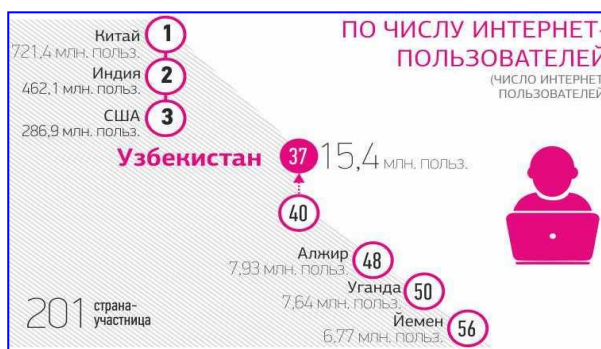 ПО ЧИСЛУ ИНТЕРНЕТ-
ПОЛЬЗОВАТЕЛЕЙ
(ЧИСЛО ИНТЕРНЕТ
ПОЛЬЗОВАТЕЛЕЙ
Китай 1
721,4 млн. польз.
Индия 2
462,1 млн. польз.
США 3
286,9 млн. польз.
Узбекистан 37 15,4 млн. польз.
40
Алжир 48
7,93 млн. польз.
Уганда 50
7,64 млн. польз.
Йемен 56
6,77 млн. польз.
201 страна-
участница